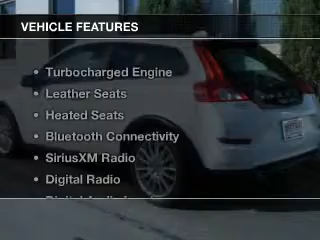 VEHICLE FEATURES
• Turbocharged Engine
• Leather Seats
• Heated Seats
• Bluetooth Connectivity
• SiriusXM Radio
• Digital Radio